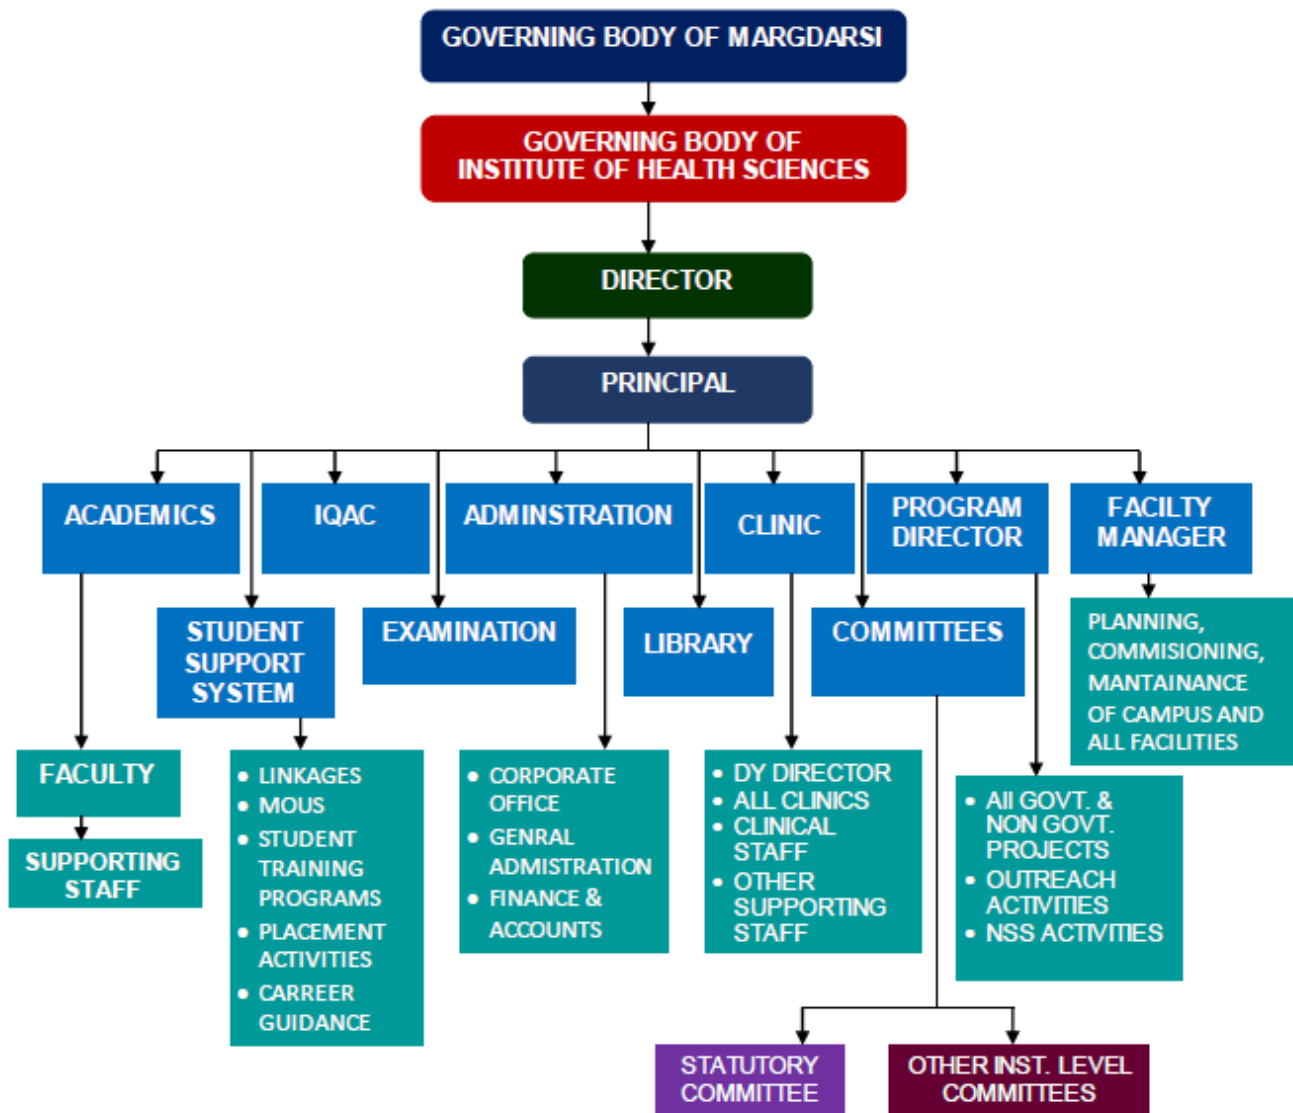 GOVERNING BODY OF MARGDARSI
GOVERNING BODY OF
INSTITUTE OF HEALTH SCIENCES
DIRECTOR
PRINCIPAL
ACADEMICS
IQAC
ADMINSTRATION
CLINIC
PROGRAM
DIRECTOR
FACILTY
MANAGER
STUDENT
SUPPORT
SYSTEM
EXAMINATION
LIBRARY
COMMITTEES
PLANNING,
COMMISIONING,
MANTAINANCE
OF CAMPUS AND
ALL FACILITIES
FACULTY
SUPPORTING
STAFF
• LINKAGES
• MOUS
• STUDENT
TRAINING
PROGRAMS
• PLACEMENT
ACTIVITIES
• CARREER
GUIDANCE
• CORPORATE
OFFICE
• GENRAL
ADMISTRATION
• FINANCE &
ACCOUNTS
• DY DIRECTOR
• ALL CLINICS
• CLINICAL
STAFF
• OTHER
SUPPORTING
STAFF
• All GOVT. &
NON GOVT.
PROJECTS
• OUTREACH
ACTIVITIES
• NSS ACTIVITIES
STATUTORY
COMMITTEE
OTHER INST. LEVEL
COMMITTEES